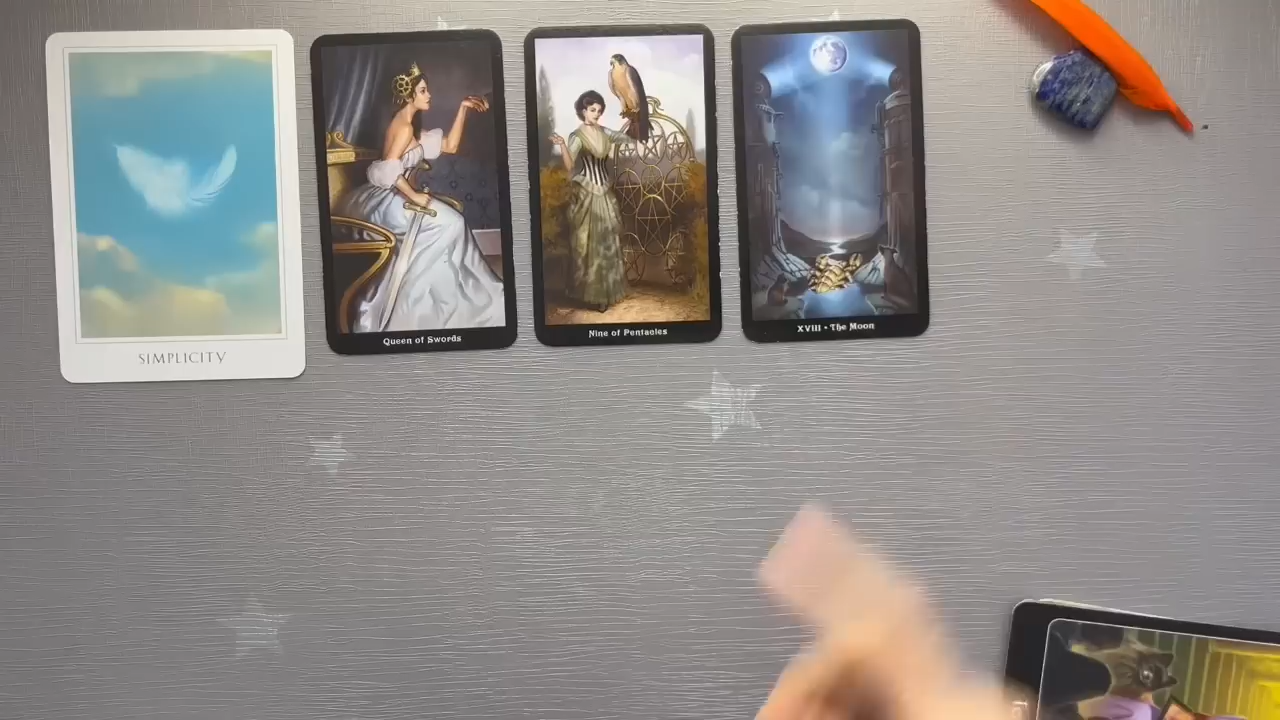 SIMPLICITY
Queen of Swords
Nine of Pentacles
XVIII • The Moon